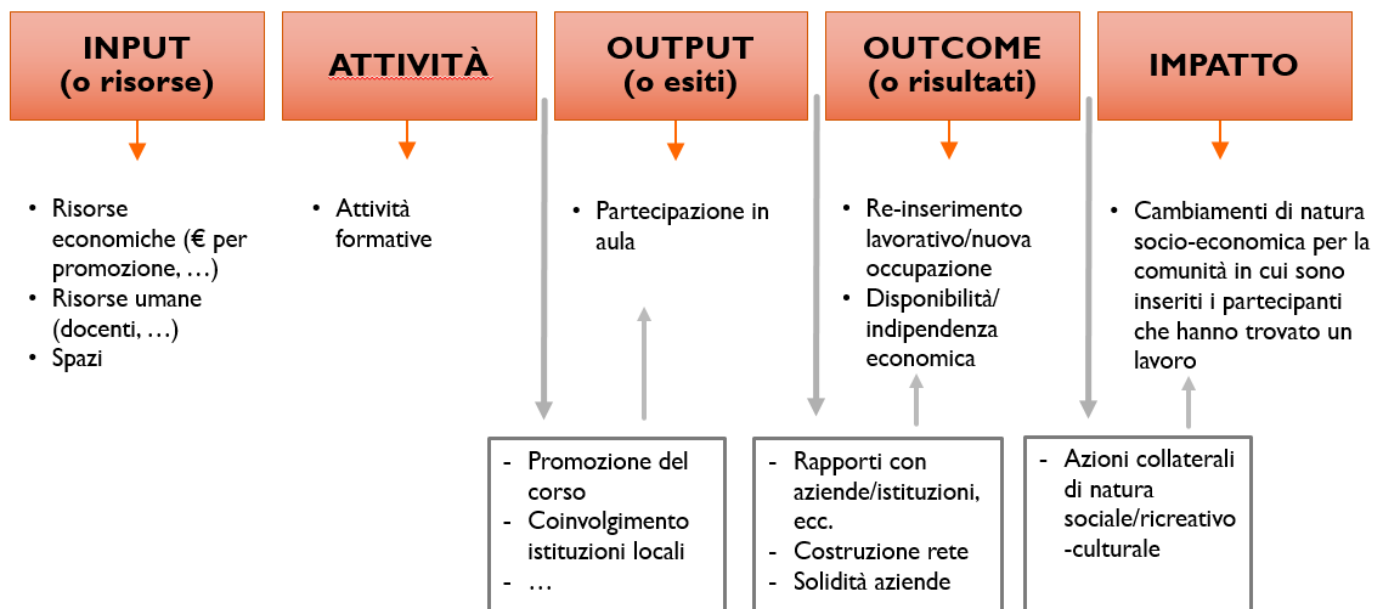 INPUT
(o risorse)
ATTIVITÀ
OUTPUT
(o esiti)
OUTCOME
(o risultati)
IMPATTO
• Risorse
economiche (€ per
promozione, …)
• Risorse umane
(docenti, …)
• Spazi
• Attività
formative
• Partecipazione in
aula
• Re-inserimento
lavorativo/nuova
occupazione
• Disponibilità/
indipendenza
economica
• Cambiamenti di natura
socio-economica per la
comunità in cui sono
inseriti i partecipanti
che hanno trovato un
lavoro
- Promozione del
corso
- Coinvolgimento
istituzioni locali
- …
- Rapporti con
aziende/istituzioni,
ecc.
- Costruzione rete
- Solidità aziende
- Azioni collaterali
di natura
sociale/ricreativo
-culturale